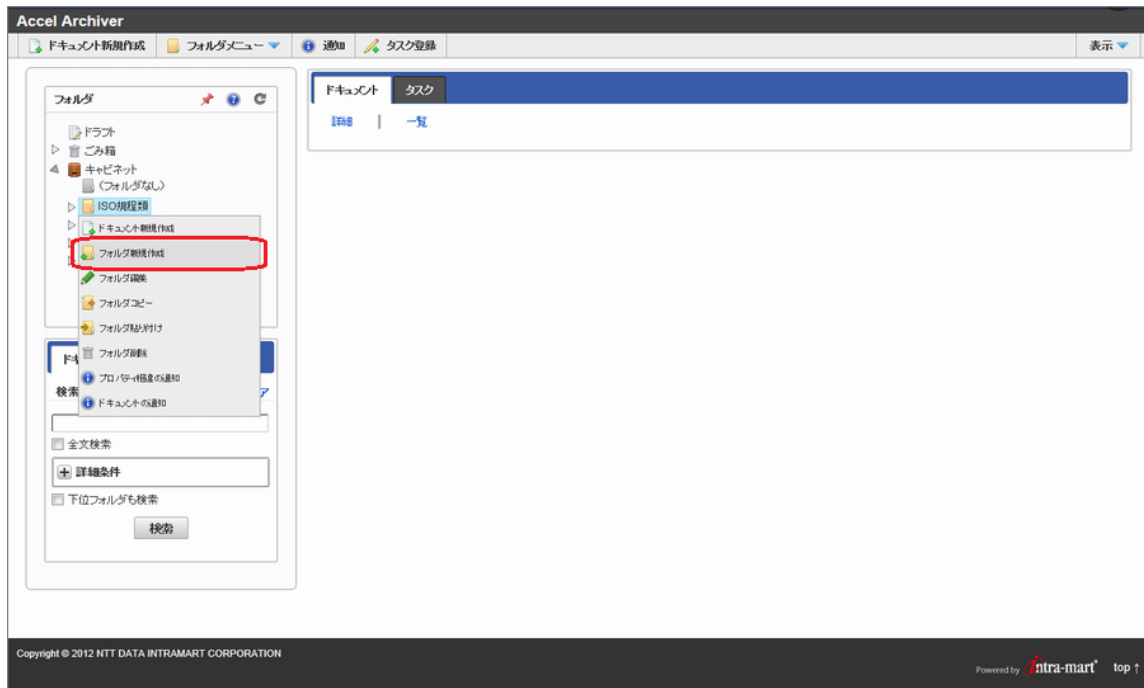 Accel Archiver
ドキュメント新規作成 フォルダメニュー 通知 タスク登録 表示
フォルダ
ドラフト
ごみ箱
キャビネット
(フォルダなし)
ISO規程類
ドキュメント新規作成
フォルダ新規作成
フォルダ編集
フォルダコピー
フォルダ貼り付け
フォルダ削除
プロパティ権限の通知
ドキュメントの通知
検索
全文検索
詳細条件
下位フォルダも検索
検索
ドキュメント タスク
詳細 | 一覧
Copyright © 2012 NTT DATA INTRAMART CORPORATION
Powered by intra-mart top ↑